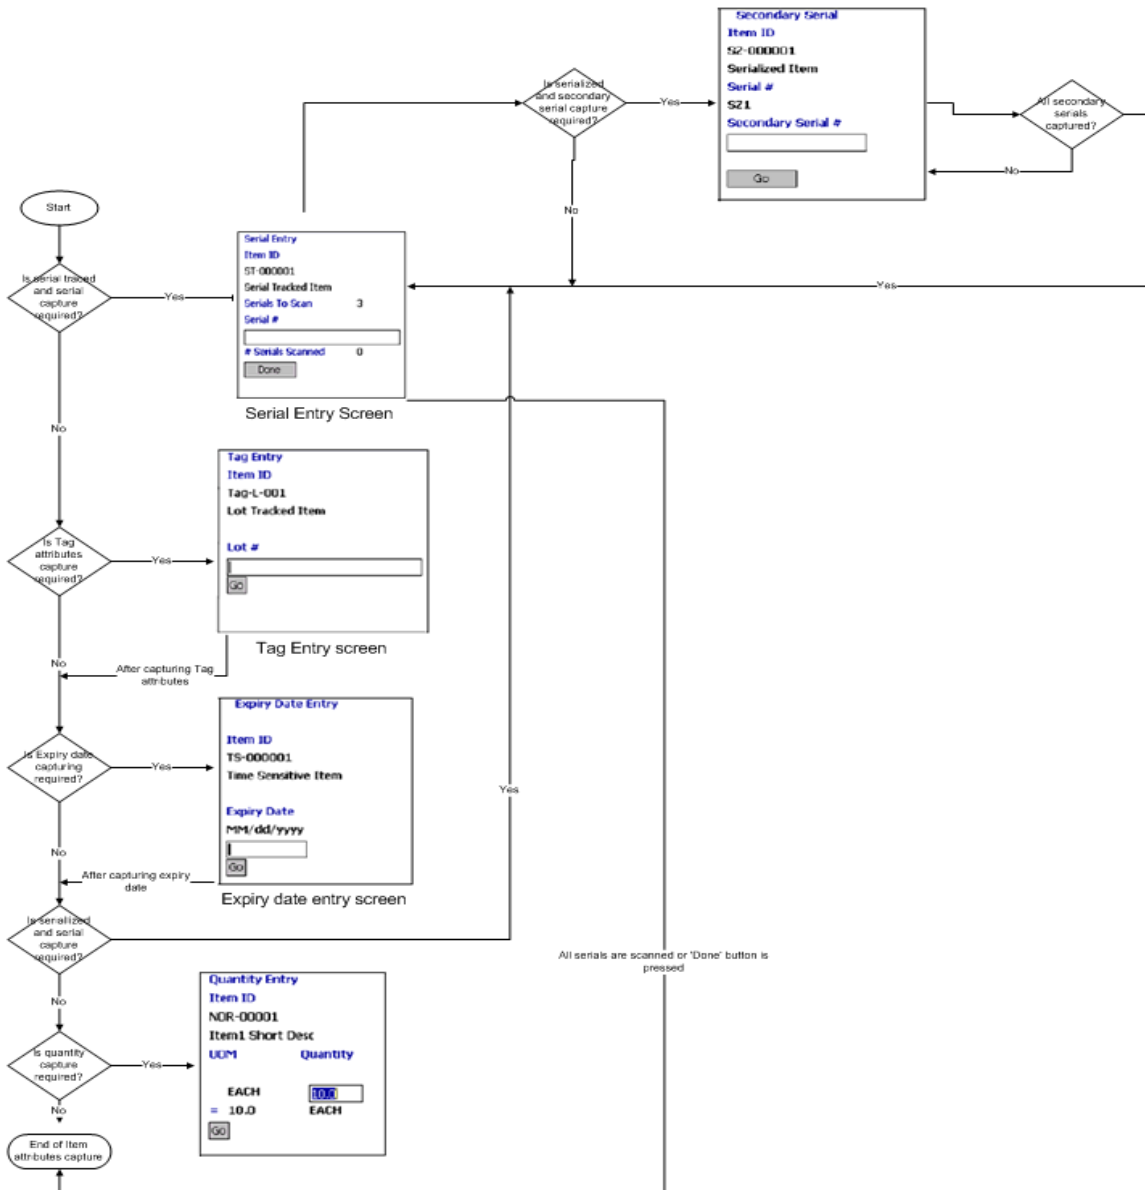 Secondary Serial
Item ID
S2-000001
Serialized Item
Serial #
SZ1
Secondary Serial #
Go
Is serialized
and secondary
serial capture
required?
Yes
No
All secondary
serials
captured?
No
Yes
Start
Is serial traced
and serial
capture
required?
Yes
No
Serial Entry
Item ID
ST-000001
Serial Tracked Item
Serials To Scan 3
Serial #
# Serials Scanned 0
Done
Serial Entry Screen
Is Tag
attributes
capture
required?
Yes
No
Tag Entry
Item ID
Tag-L-001
Lot Tracked Item
Lot #
Go
Tag Entry screen
After capturing Tag
attributes
Is Expiry date
capturing
required?
Yes
No
Expiry Date Entry
Item ID
TS-000001
Time Sensitive Item
Expiry Date
MM/dd/yyyy
Go
Expiry date entry screen
After capturing expiry
date
Yes
Is serialized
and serial
capture
required?
No
All serials are scanned or 'Done' button is
pressed
Is quantity
capture
required?
Yes
No
Quantity Entry
Item ID
NOR-00001
Item1 Short Desc
UOM Quantity
EACH 10.0
= 10.0 EACH
Go
End of Item
attributes capture